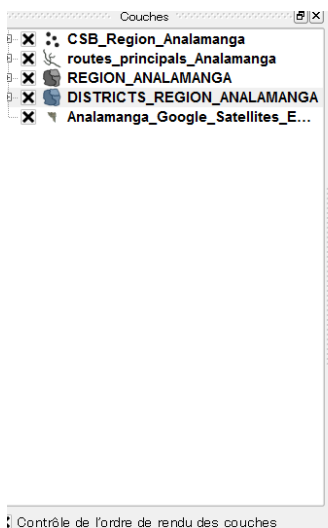 Couches
CSB_Region_Analamanga
routes_principals_Analamanga
REGION_ANALAMANGA
DISTRICTS_REGION_ANALAMANGA
Analamanga_Google_Satellites_E...
Contrôle de l'ordre de rendu des couches